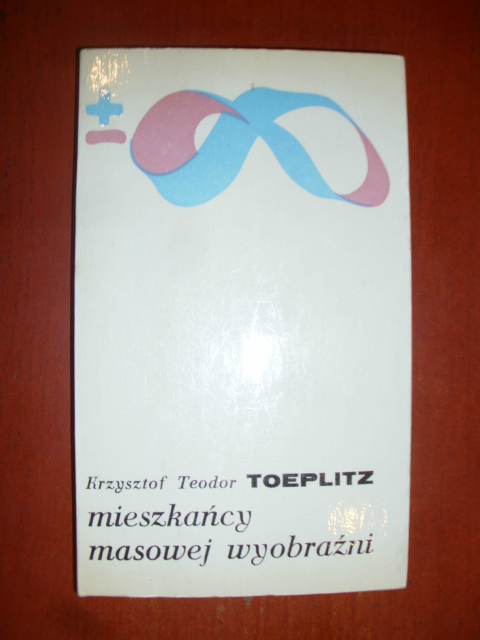 ±
Krzysztof Teodor TOEPLITZ
mieszkańcy
masowej wyobraźni